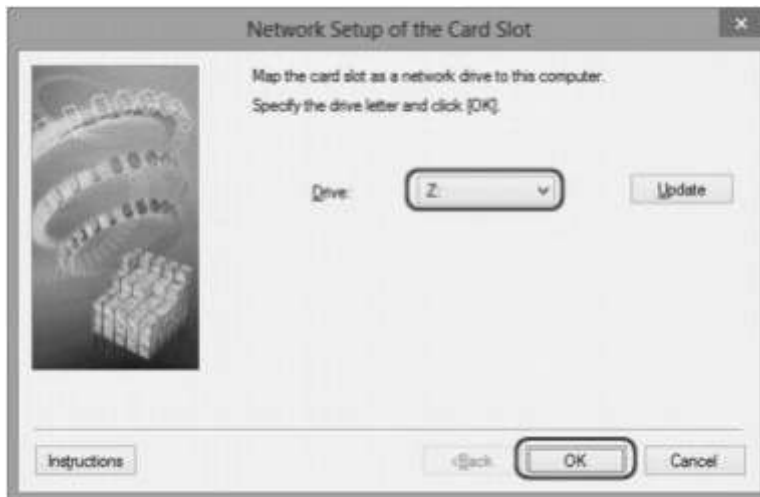 Network Setup of the Card Slot
Map the card slot as a network drive to this computer.
Specify the drive letter and click [OK].
Drive: Z: Update
Instructions <Back OK Cancel